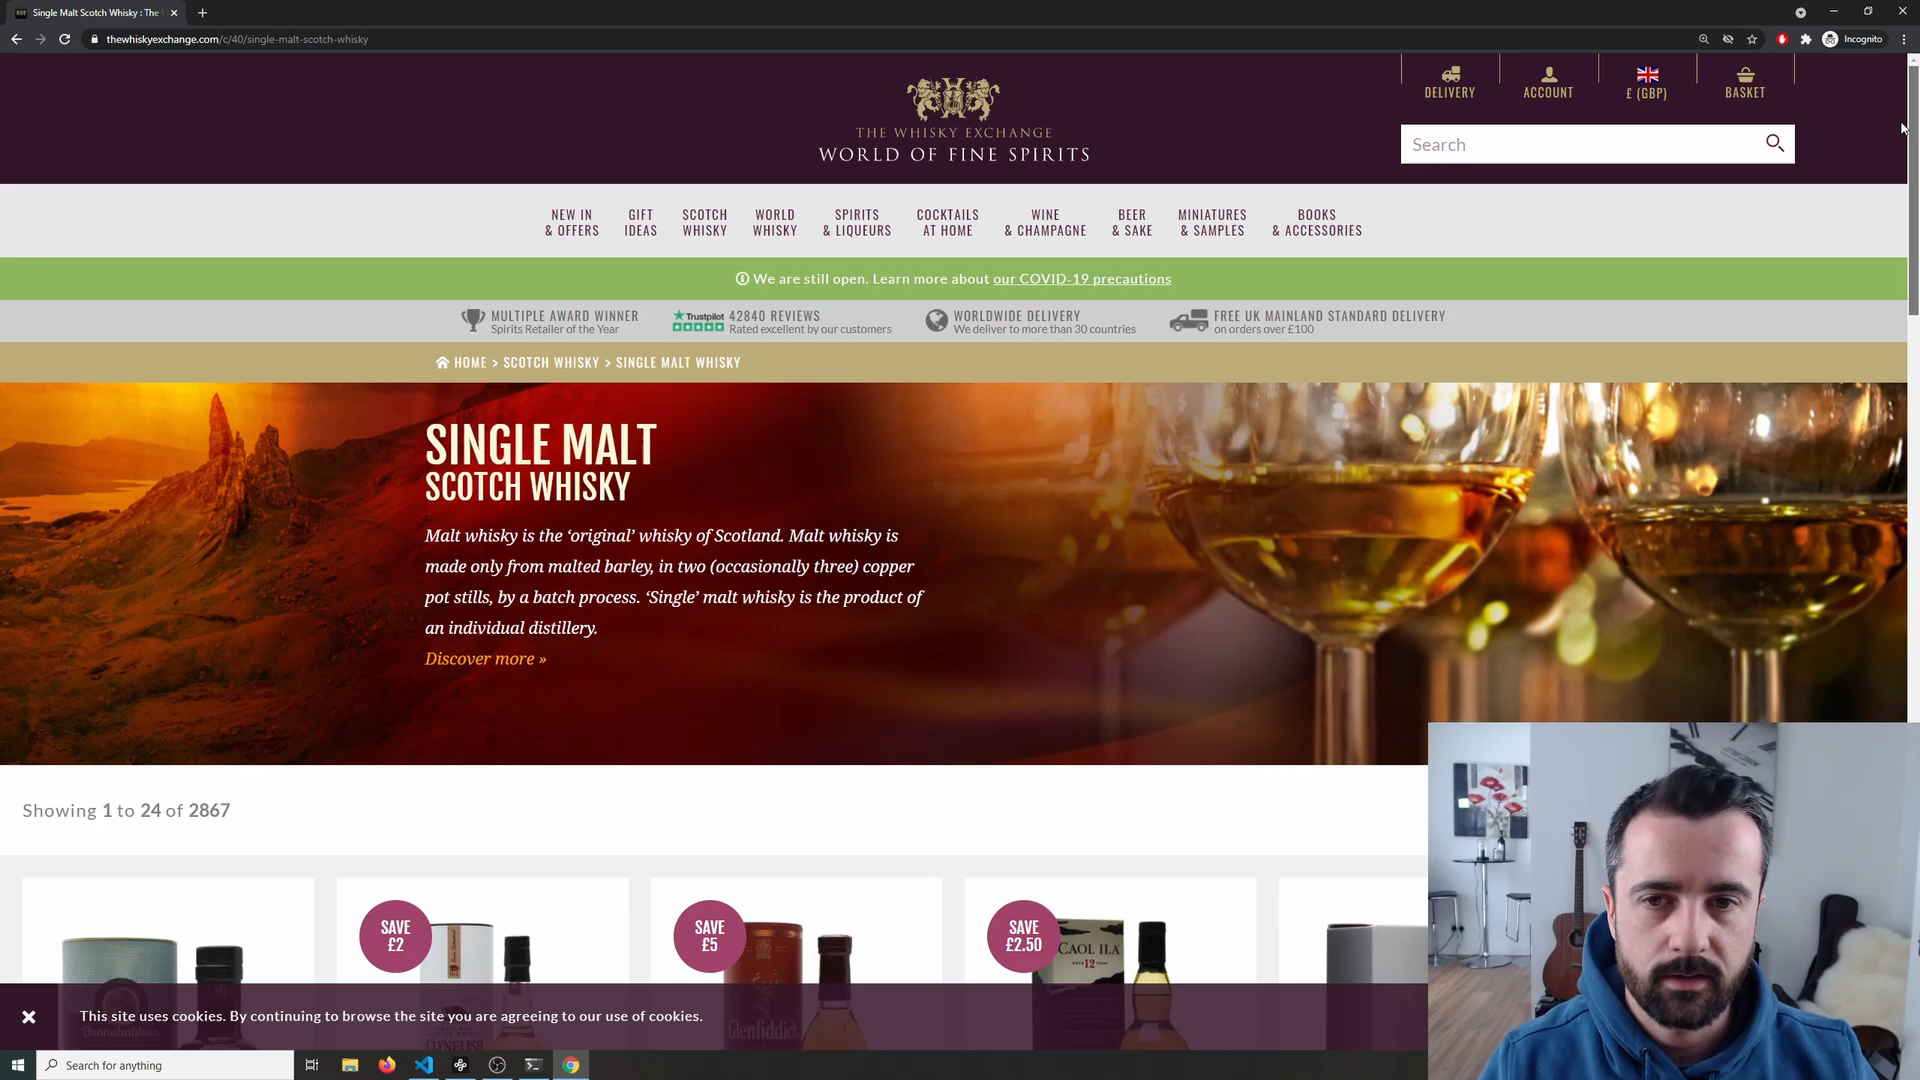 Single Malt Scotch Whisky : The
thewhiskyexchange.com/c/40/single-malt-scotch-whisky
Incognito
DELIVERY
ACCOUNT
£ (GBP)
BASKET
THE WHISKY EXCHANGE
WORLD OF FINE SPIRITS
Search
NEW IN
& OFFERS
GIFT
IDEAS
SCOTCH
WHISKY
WORLD
WHISKY
SPIRITS
& LIQUEURS
COCKTAILS
AT HOME
WINE
& CHAMPAGNE
BEER
& SAKE
MINIATURES
& SAMPLES
BOOKS
& ACCESSORIES
We are still open. Learn more about our COVID-19 precautions
MULTIPLE AWARD WINNER
Spirits Retailer of the Year
Trustpilot
42840 REVIEWS
Rated excellent by our customers
WORLDWIDE DELIVERY
We deliver to more than 30 countries
FREE UK MAINLAND STANDARD DELIVERY
on orders over £100
HOME > SCOTCH WHISKY > SINGLE MALT WHISKY
SINGLE MALT
SCOTCH WHISKY
Malt whisky is the ‘original’ whisky of Scotland. Malt whisky is
made only from malted barley, in two (occasionally three) copper
pot stills, by a batch process. ‘Single’ malt whisky is the product of
an individual distillery.
Discover more »
Showing 1 to 24 of 2867
SAVE
£2
SAVE
£5
SAVE
£2.50
CAOL ILA
AGED 12 YEARS
Bunnahabhain
CLYNELISH
Glenfiddich
This site uses cookies. By continuing to browse the site you are agreeing to our use of cookies.
Search for anything